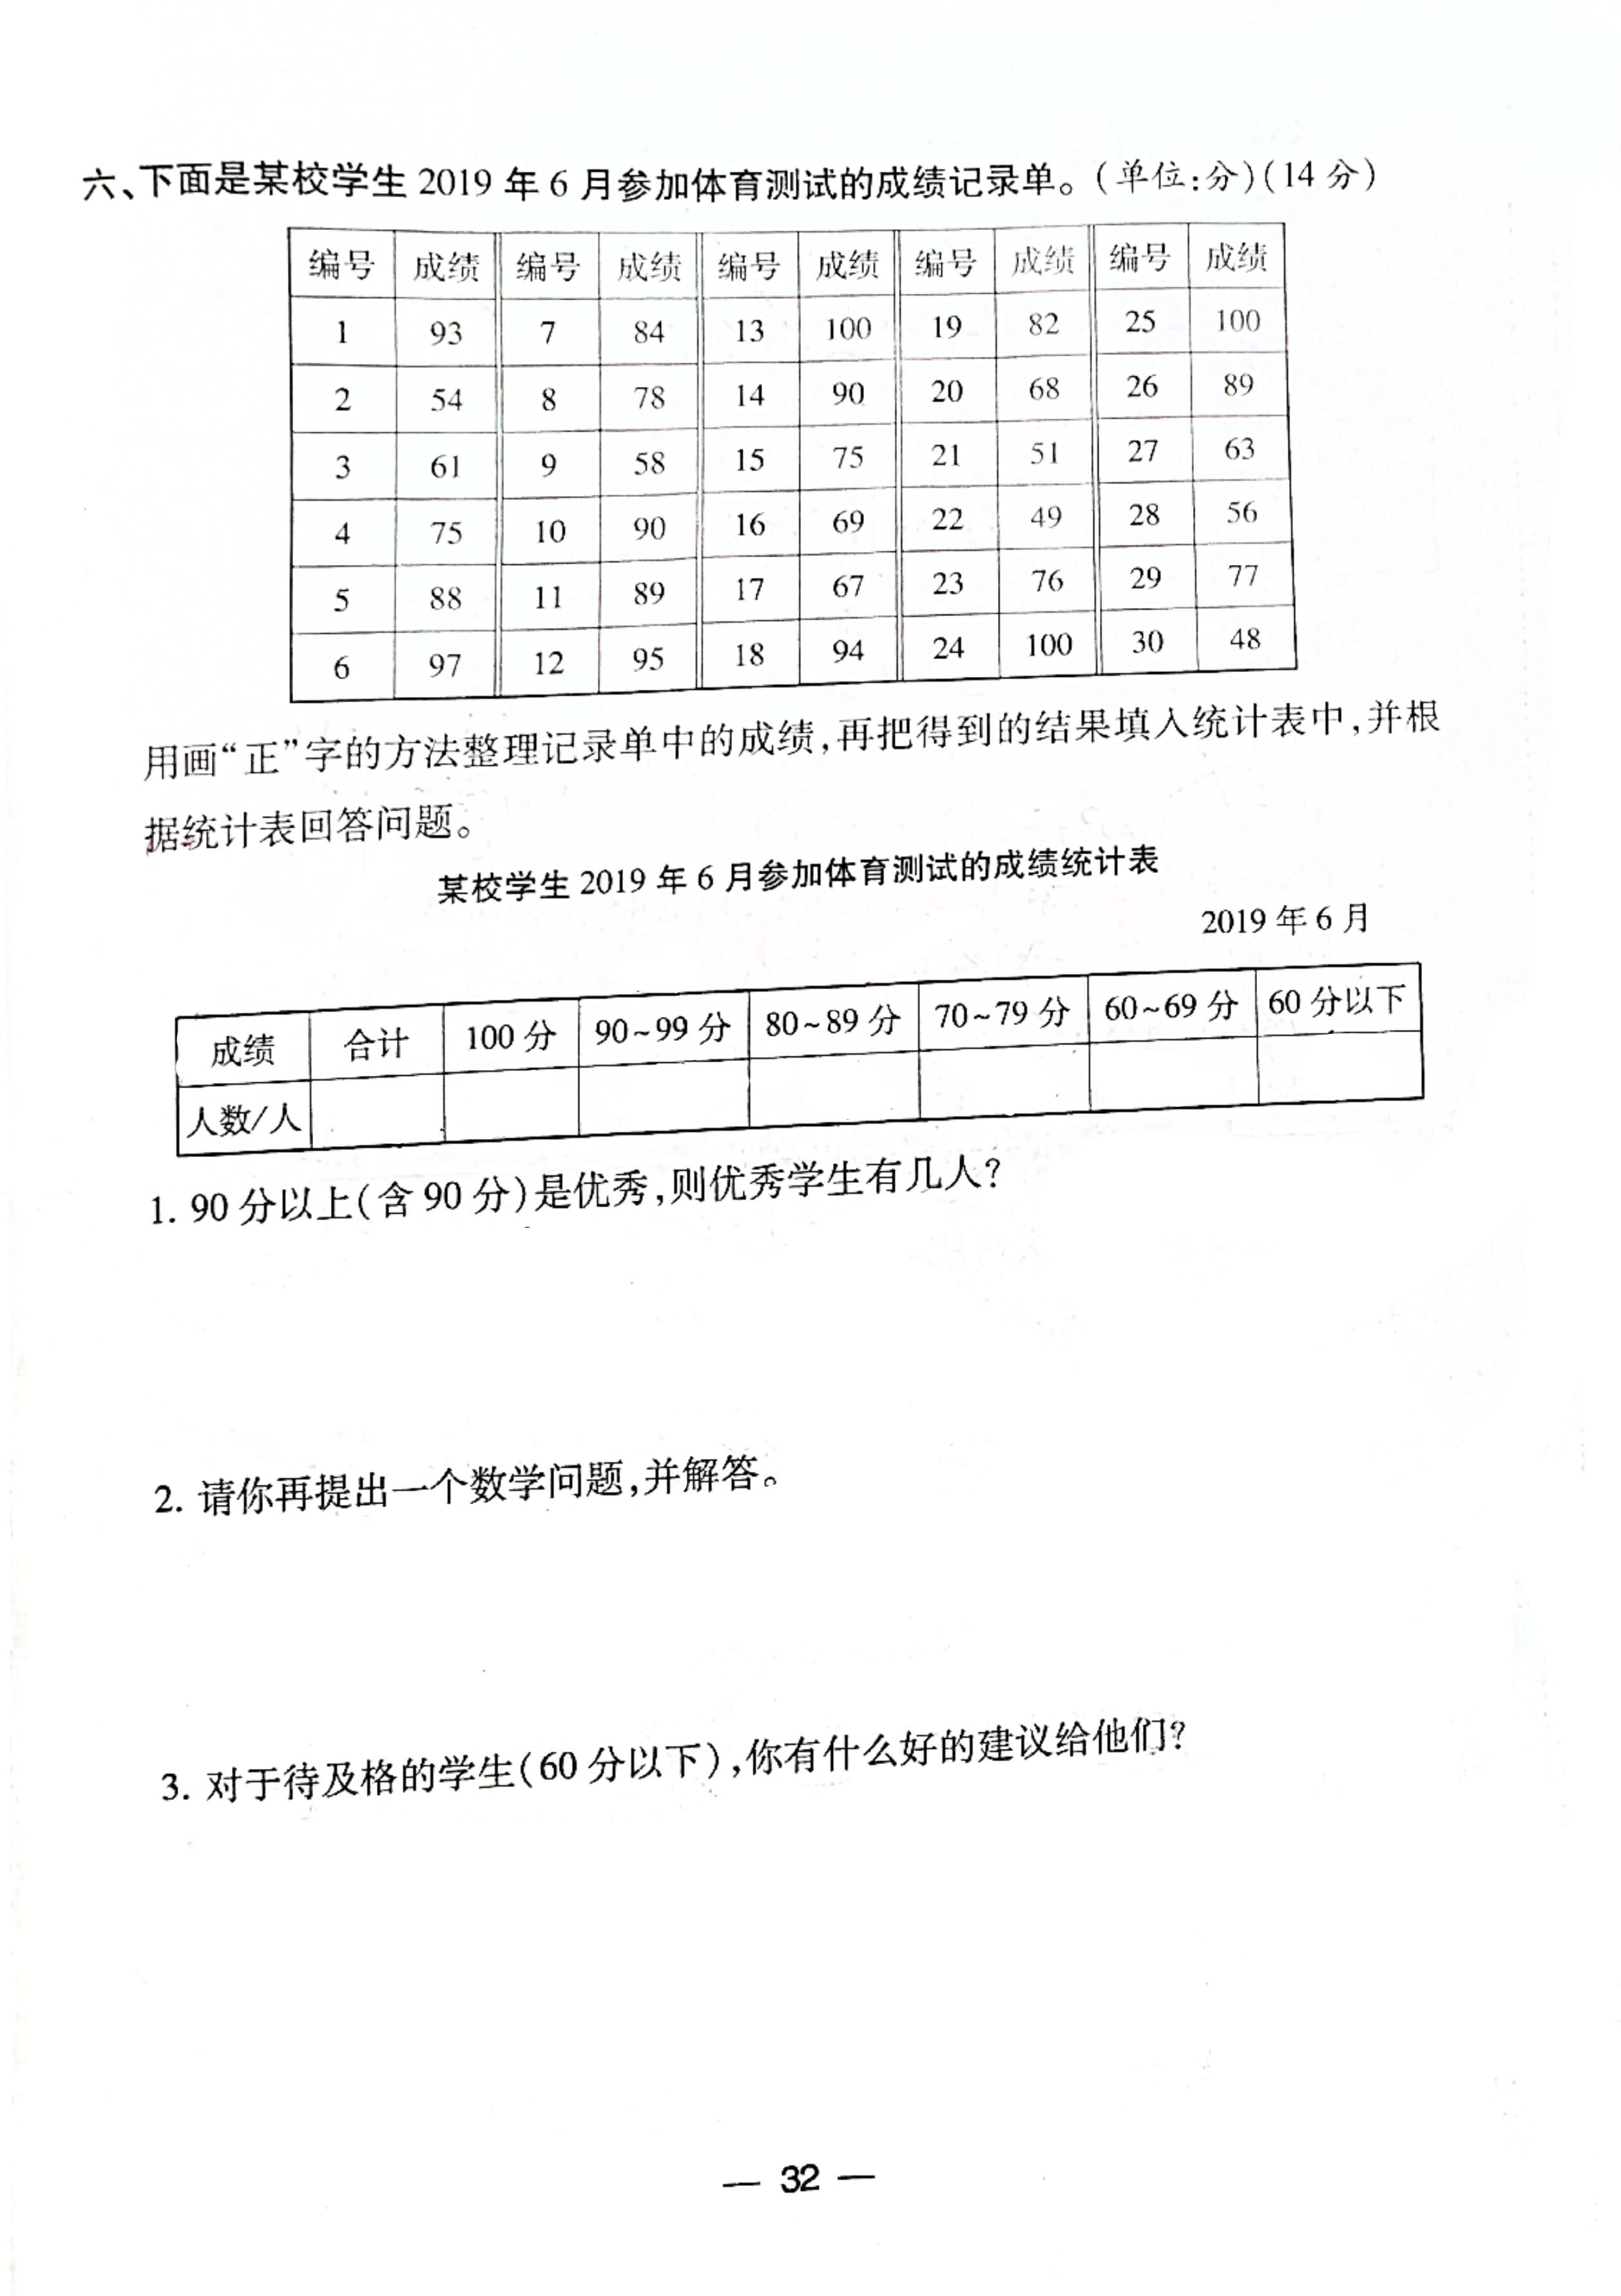 六、下面是某校学生 2019 年 6 月参加体育测试的成绩记录单。(单位:分)(14 分)
编号 成绩 编号 成绩 编号 成绩 编号 成绩 编号 成绩
1 93 7 84 13 100 19 82 25 100
2 54 8 78 14 90 20 68 26 89
3 61 9 58 15 75 21 51 27 63
4 75 10 90 16 69 22 49 28 56
5 88 11 89 17 67 23 76 29 77
6 97 12 95 18 94 24 100 30 48
用画“正”字的方法整理记录单中的成绩,再把得到的结果填入统计表中,并根
据统计表回答问题。
某校学生 2019 年 6 月参加体育测试的成绩统计表
2019 年 6 月
成绩 合计 100 分 90~99 分 80~89 分 70~79 分 60~69 分 60 分以下
人数/人
1. 90 分以上(含 90 分)是优秀,则优秀学生有几人?
2. 请你再提出一个数学问题,并解答。
3. 对于待及格的学生(60 分以下),你有什么好的建议给他们?
— 32 —